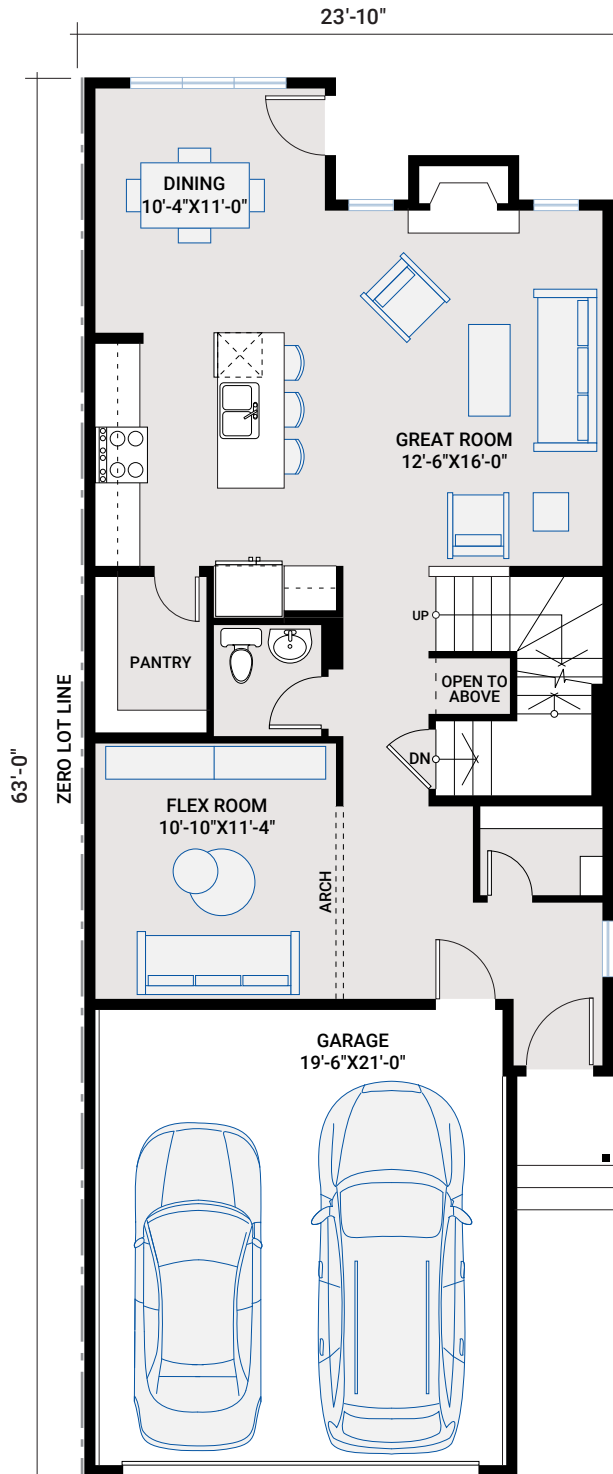 23'-10"
DINING
10'-4"X11'-0"
GREAT ROOM
12'-6"X16'-0"
UP
PANTRY
OPEN TO
ABOVE
ZERO LOT LINE
63'-0"
DN
FLEX ROOM
10'-10"X11'-4"
ARCH
GARAGE
19'-6"X21'-0"